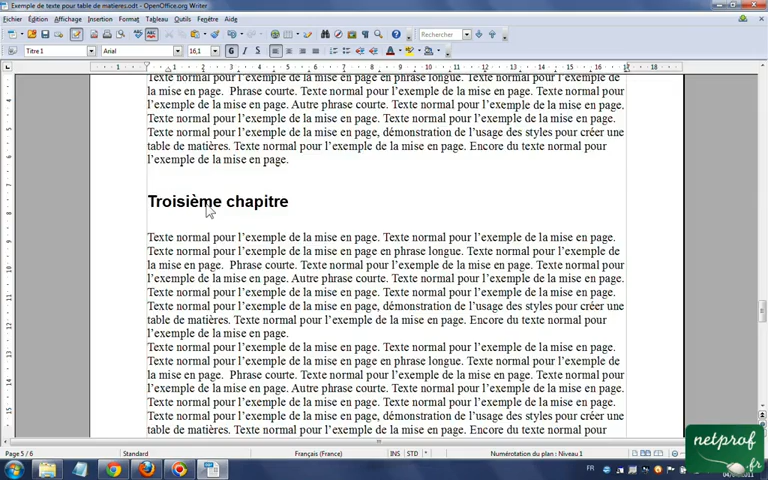 Exemple de texte pour table de matieres.odt - OpenOffice.org Writer
Fichier Édition Affichage Insertion Format Tableau Outils Fenêtre Aide
Rechercher
Titre1 Arial 16,1 G I S
1 1 2 3 4 5 6 7 8 9 10 11 12 13 14 15 16 17 18
Texte normal pour l'exemple de la mise en page en phrase longue. Texte normal pour l'exemple de
la mise en page. Phrase courte. Texte normal pour l'exemple de la mise en page. Texte normal pour
l'exemple de la mise en page. Autre phrase courte. Texte normal pour l'exemple de la mise en page.
Texte normal pour l'exemple de la mise en page. Texte normal pour l'exemple de la mise en page.
Texte normal pour l'exemple de la mise en page, démonstration de l'usage des styles pour créer une
table de matières. Texte normal pour l'exemple de la mise en page. Encore du texte normal pour
l'exemple de la mise en page.
Troisième chapitre
Texte normal pour l'exemple de la mise en page. Texte normal pour l'exemple de la mise en page.
Texte normal pour l'exemple de la mise en page en phrase longue. Texte normal pour l'exemple de
la mise en page. Phrase courte. Texte normal pour l'exemple de la mise en page. Texte normal pour
l'exemple de la mise en page. Autre phrase courte. Texte normal pour l'exemple de la mise en page.
Texte normal pour l'exemple de la mise en page. Texte normal pour l'exemple de la mise en page.
Texte normal pour l'exemple de la mise en page, démonstration de l'usage des styles pour créer une
table de matières. Texte normal pour l'exemple de la mise en page. Encore du texte normal pour
l'exemple de la mise en page.
Texte normal pour l'exemple de la mise en page. Texte normal pour l'exemple de la mise en page.
Texte normal pour l'exemple de la mise en page en phrase longue. Texte normal pour l'exemple de
la mise en page. Phrase courte. Texte normal pour l'exemple de la mise en page. Texte normal pour
l'exemple de la mise en page. Autre phrase courte. Texte normal pour l'exemple de la mise en page.
Texte normal pour l'exemple de la mise en page. Texte normal pour l'exemple de la mise en page.
Texte normal pour l'exemple de la mise en page, démonstration de l'usage des styles pour créer une
table de matières. Texte normal pour l'exemple de la mise en page. Encore du texte normal pour
Page 5 / 6 Standard Français (France) INS STD * Numérotation du plan : Niveau 1
FR
netprof
.fr